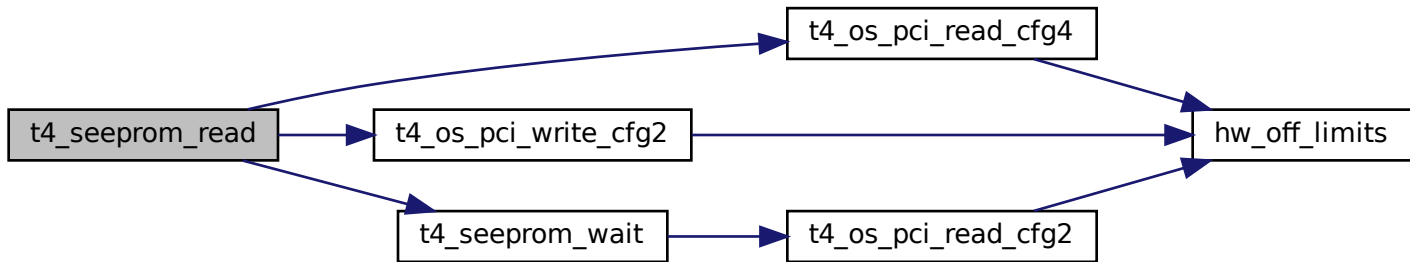 t4_os_pci_read_cfg4
t4_seeprom_read
t4_os_pci_write_cfg2
hw_off_limits
t4_seeprom_wait
t4_os_pci_read_cfg2